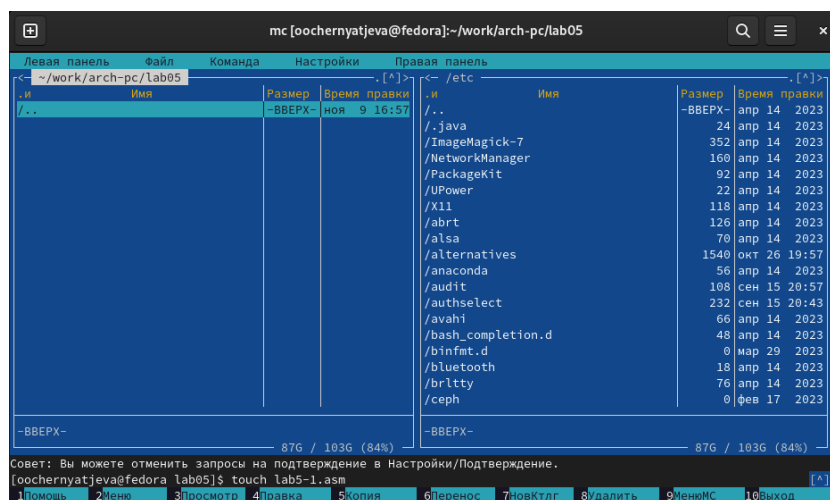 mc [oochernyatjeva@fedora]:~/work/arch-pc/lab05
Левая панель Файл Команда Настройки Правая панель
<- ~/work/arch-pc/lab05 .[^]>
.и Имя Размер Время правки
/.. -ВВЕРХ- ноя 9 16:57
-ВВЕРХ-
87G / 103G (84%)
<- /etc .[^]>
.и Имя Размер Время правки
/.. -ВВЕРХ- апр 14 2023
/.java 24 апр 14 2023
/ImageMagick-7 352 апр 14 2023
/NetworkManager 160 апр 14 2023
/PackageKit 92 апр 14 2023
/UPower 22 апр 14 2023
/X11 118 апр 14 2023
/abrt 126 апр 14 2023
/alsa 70 апр 14 2023
/alternatives 1540 окт 26 19:57
/anaconda 56 апр 14 2023
/audit 108 сен 15 20:57
/authselect 232 сен 15 20:43
/avahi 66 апр 14 2023
/bash_completion.d 48 апр 14 2023
/binfmt.d 0 мар 29 2023
/bluetooth 18 апр 14 2023
/brltty 76 апр 14 2023
/ceph 0 фев 17 2023
-ВВЕРХ-
87G / 103G (84%)
Совет: Вы можете отменить запросы на подтверждение в Настройки/Подтверждение.
[oochernyatjeva@fedora lab05]$ touch lab5-1.asm [^]
1Помощь 2Меню 3Просмотр 4Правка 5Копия 6Перенос 7НовКтлг 8Удалить 9МенюМС 10Выход